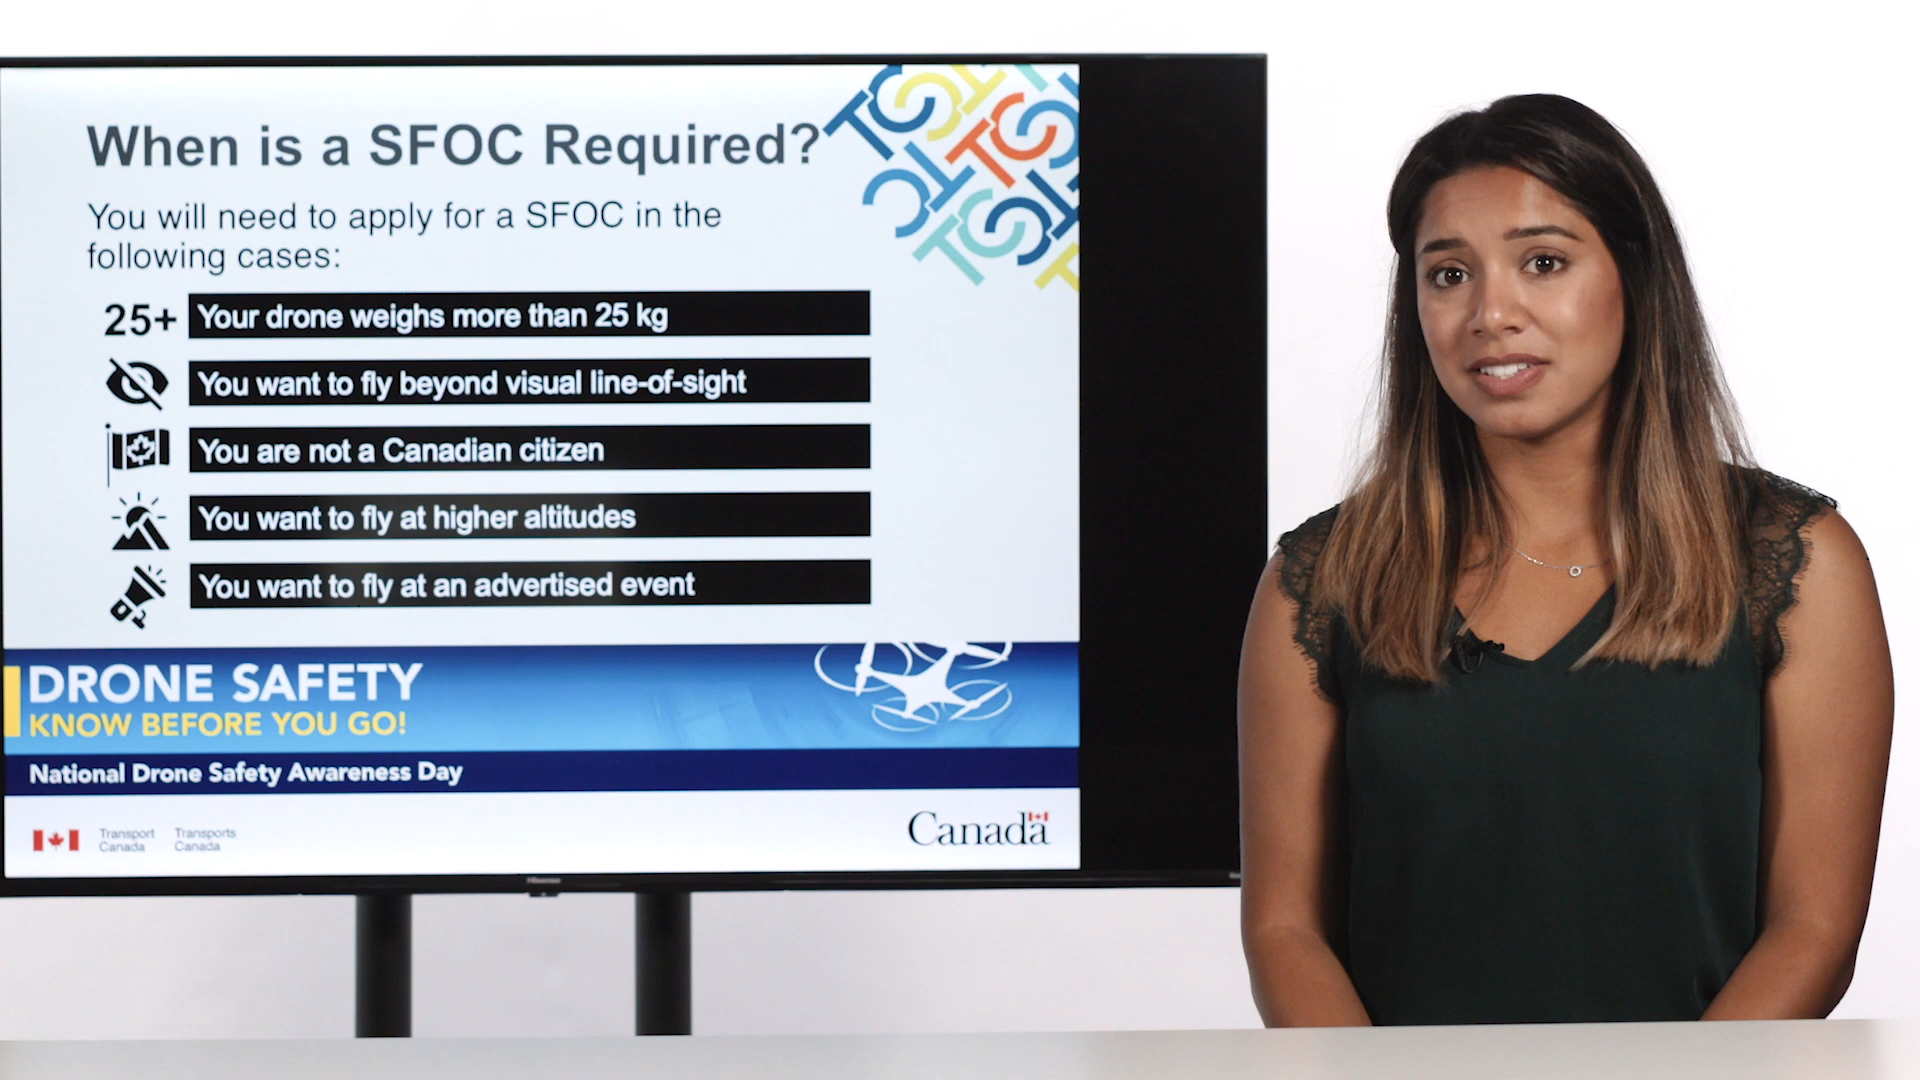 When is a SFOC Required?
You will need to apply for a SFOC in the
following cases:
25+ Your drone weighs more than 25 kg
You want to fly beyond visual line-of-sight
You are not a Canadian citizen
You want to fly at higher altitudes
You want to fly at an advertised event
DRONE SAFETY
KNOW BEFORE YOU GO!
National Drone Safety Awareness Day
Transport Transports
Canada Canada
Canada
Hisense